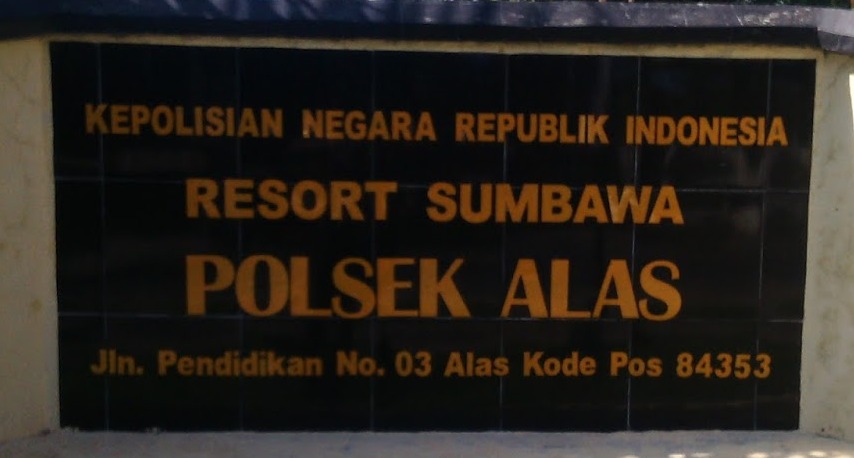 KEPOLISIAN NEGARA REPUBLIK INDONESIA
RESORT SUMBAWA
POLSEK ALAS
Jln. Pendidikan No. 03 Alas Kode Pos 84353